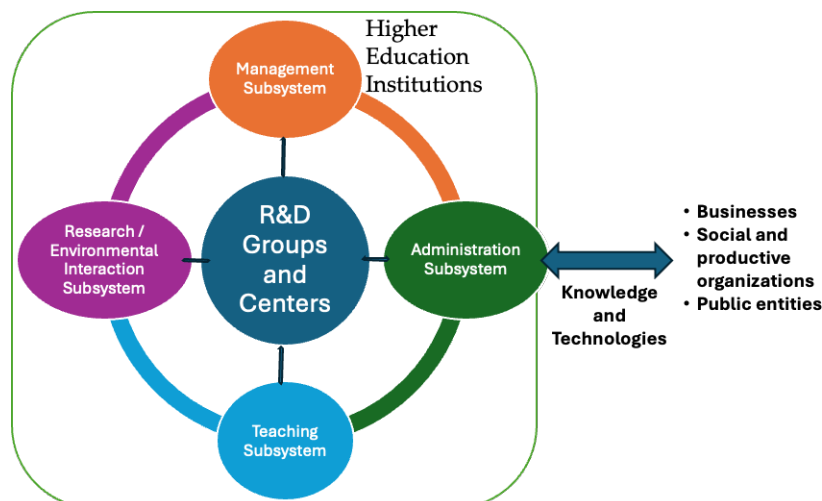 Higher
Education
Institutions
Management
Subsystem
R&D
Groups
and
Centers
Research /
Environmental
Interaction
Subsystem
Administration
Subsystem
Teaching
Subsystem
Knowledge
and
Technologies
• Businesses
• Social and
productive
organizations
• Public entities